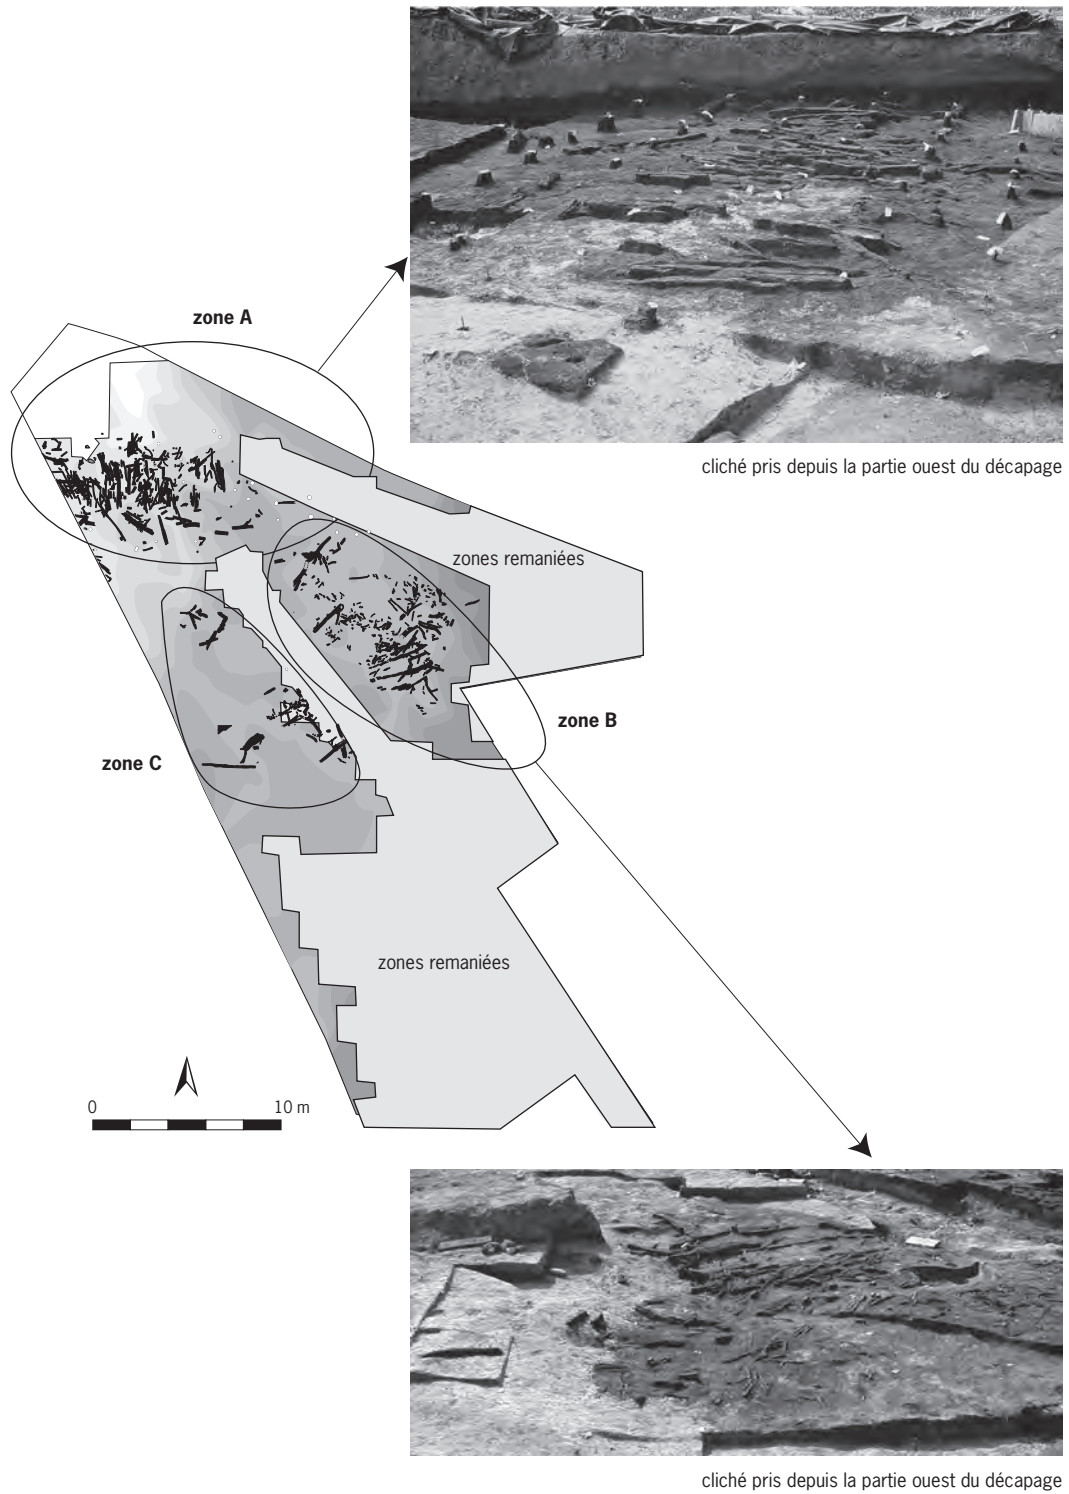 cliché pris depuis la partie ouest du décapage
zone A
zones remaniées
zone B
zone C
zones remaniées
0 10 m
cliché pris depuis la partie ouest du décapage